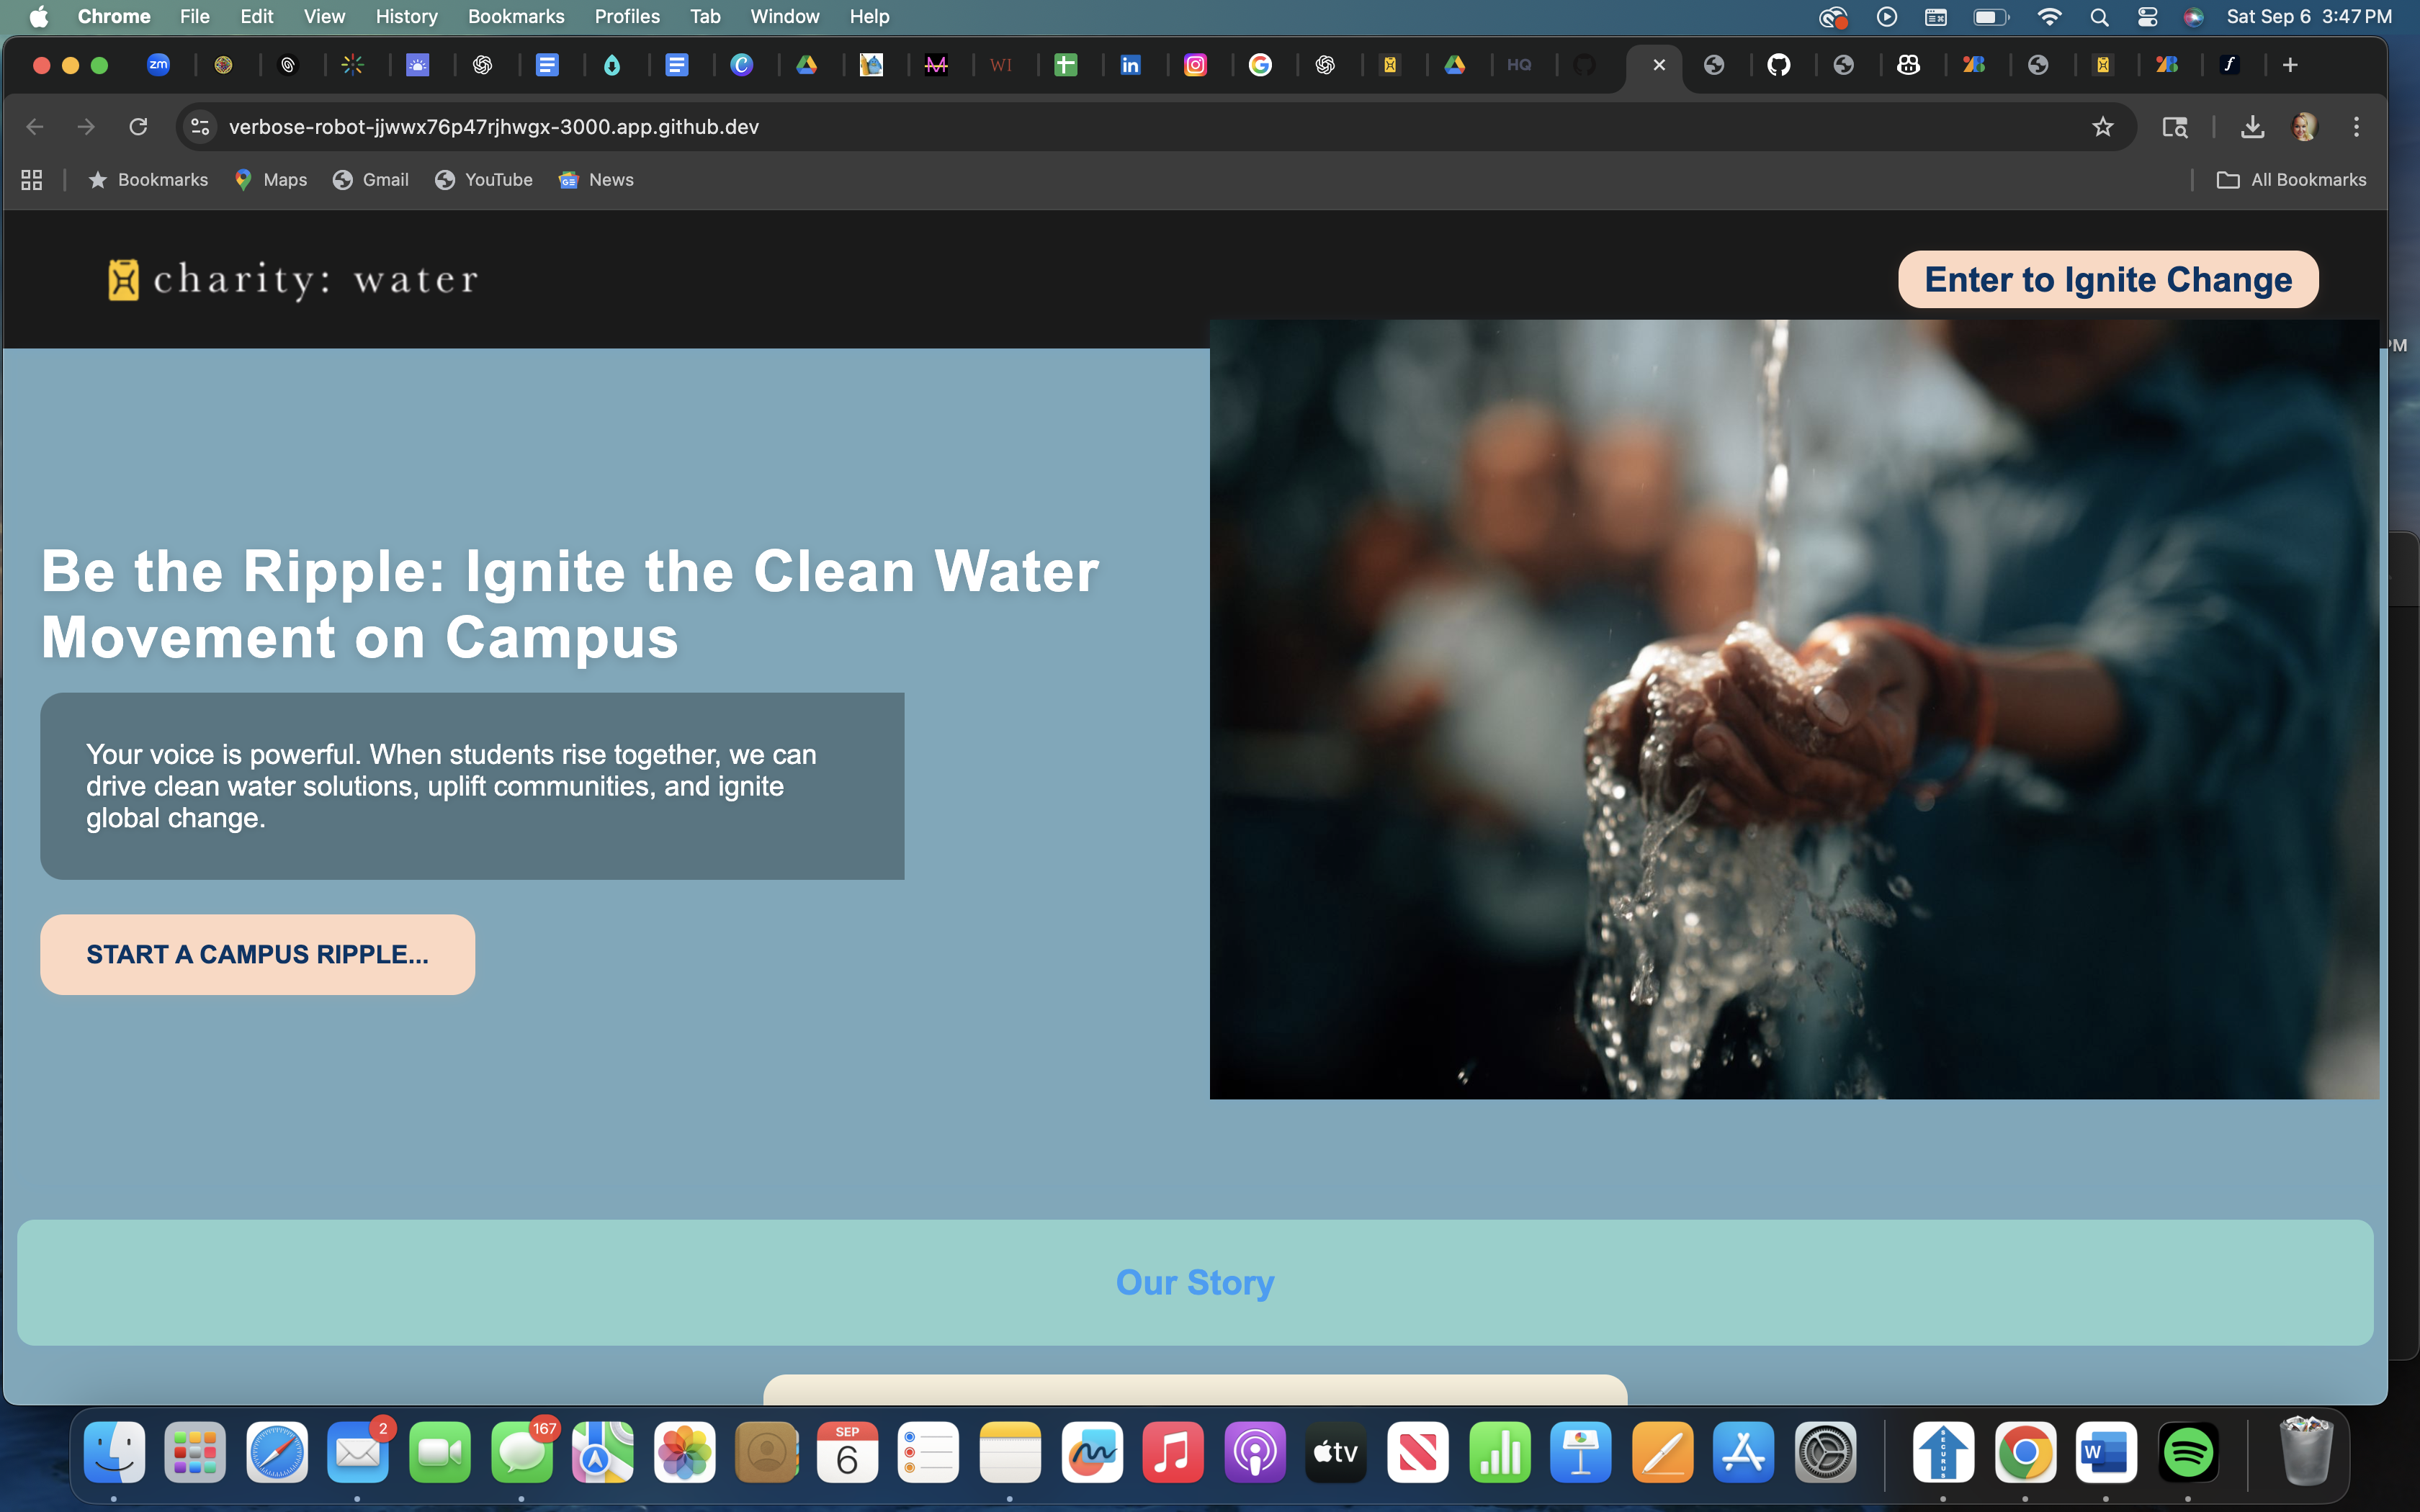 Chrome File Edit View History Bookmarks Profiles Tab Window Help
Sat Sep 6 3:47 PM
zm
WI
HQ
verbose-robot-jjwwx76p47rjhwgx-3000.app.github.dev
Bookmarks Maps Gmail YouTube News
All Bookmarks
charity: water
Enter to Ignite Change
PM
Be the Ripple: Ignite the Clean Water
Movement on Campus
Your voice is powerful. When students rise together, we can
drive clean water solutions, uplift communities, and ignite
global change.
START A CAMPUS RIPPLE...
Our Story
2
167
SEP
6
tv
SECURUS
W